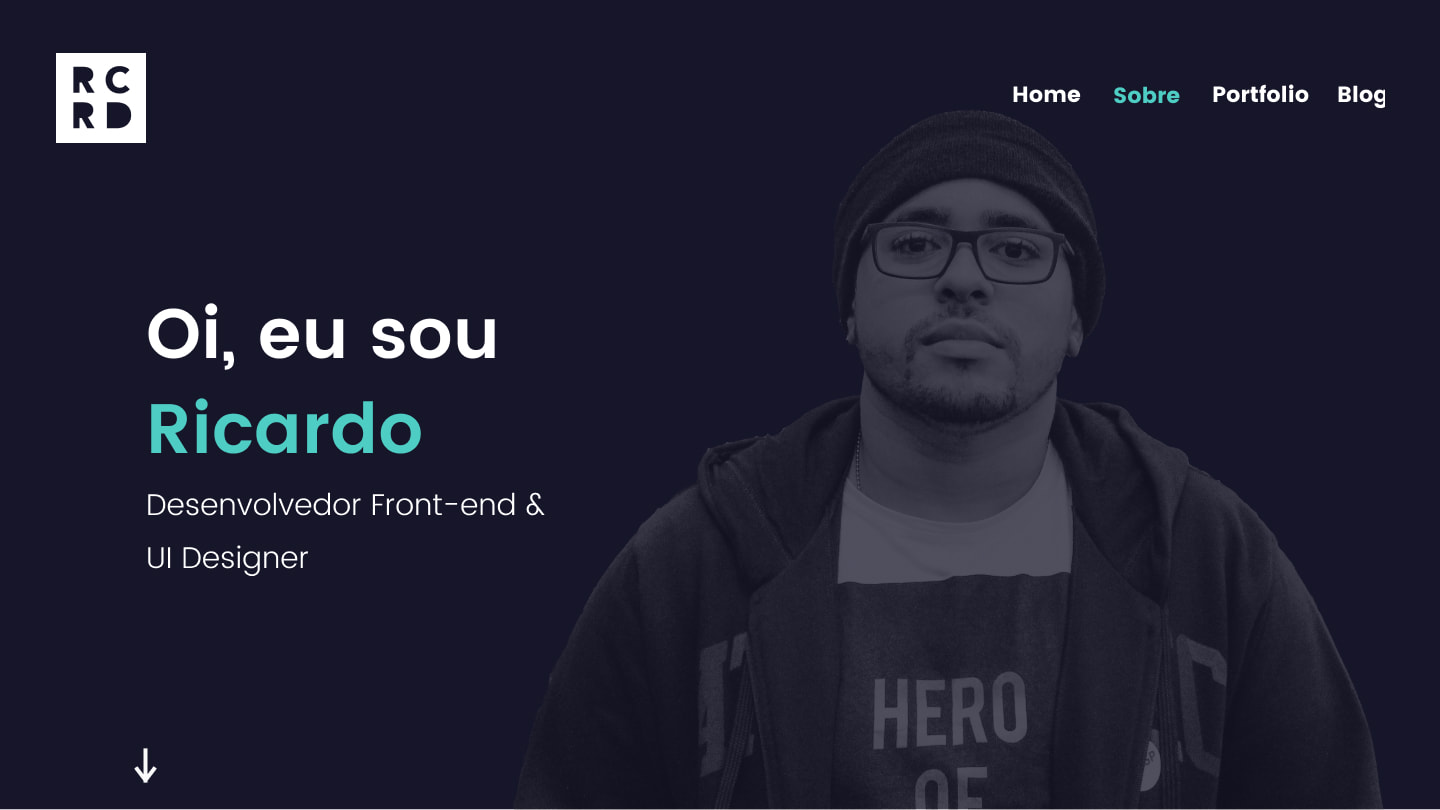 RC
RD
Home Sobre Portfolio Blog
Oi, eu sou
Ricardo
Desenvolvedor Front-end &
UI Designer
HERO
OF